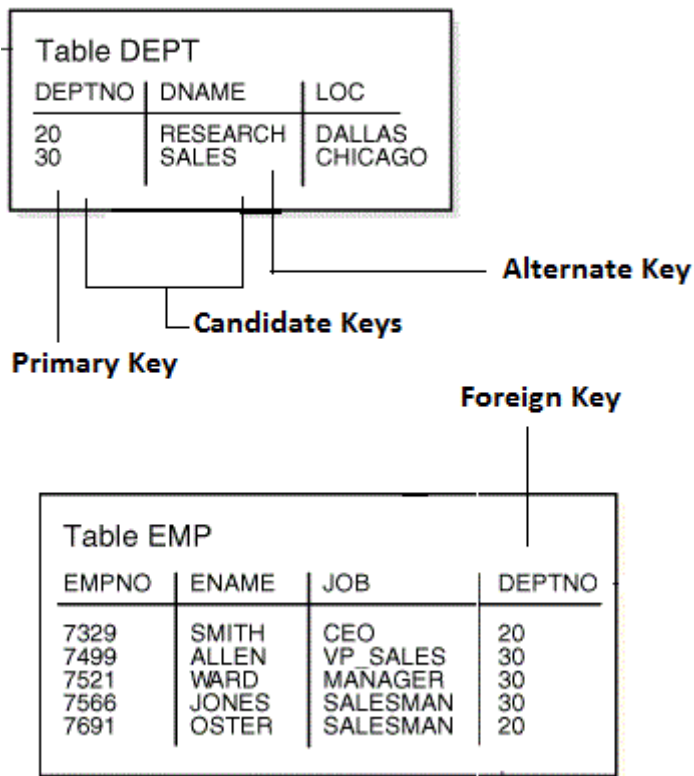 Table DEPT
DEPTNO DNAME LOC
20 RESEARCH DALLAS
30 SALES CHICAGO
Alternate Key
Candidate Keys
Primary Key
Foreign Key
Table EMP
EMPNO ENAME JOB DEPTNO
7329 SMITH CEO 20
7499 ALLEN VP_SALES 30
7521 WARD MANAGER 30
7566 JONES SALESMAN 30
7691 OSTER SALESMAN 20